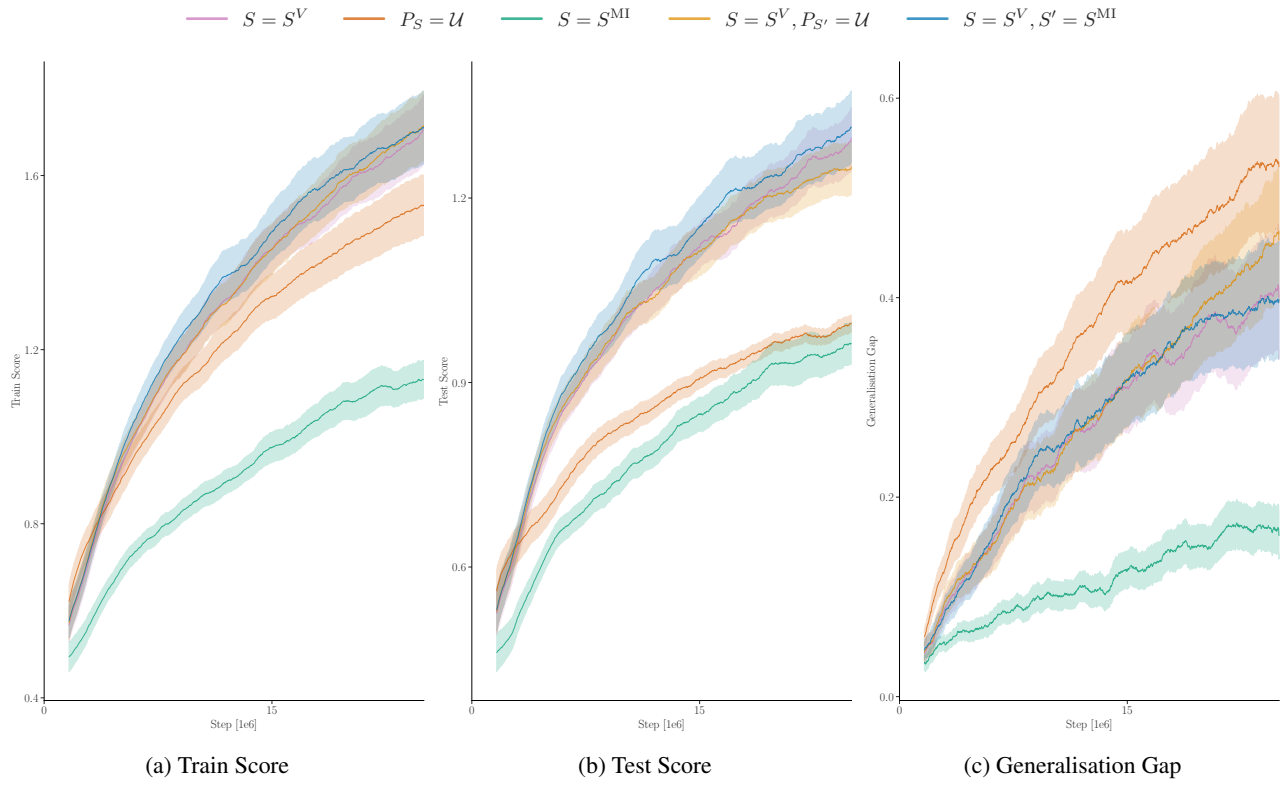 S = S^V   P_S = 𝒰   S = S^MI   S = S^V, P_S′ = 𝒰   S = S^V, S′ = S^MI
Train Score
1.6
1.2
0.8
0.4
0
15
Step [1e6]
(a) Train Score
Test Score
1.2
0.9
0.6
0
15
Step [1e6]
(b) Test Score
Generalisation Gap
0.6
0.4
0.2
0.0
0
15
Step [1e6]
(c) Generalisation Gap